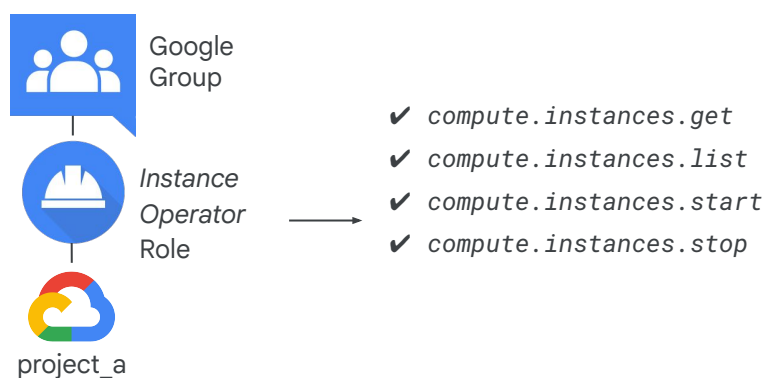 Google
Group
Instance
Operator
Role
project_a
✔ compute.instances.get
✔ compute.instances.list
✔ compute.instances.start
✔ compute.instances.stop